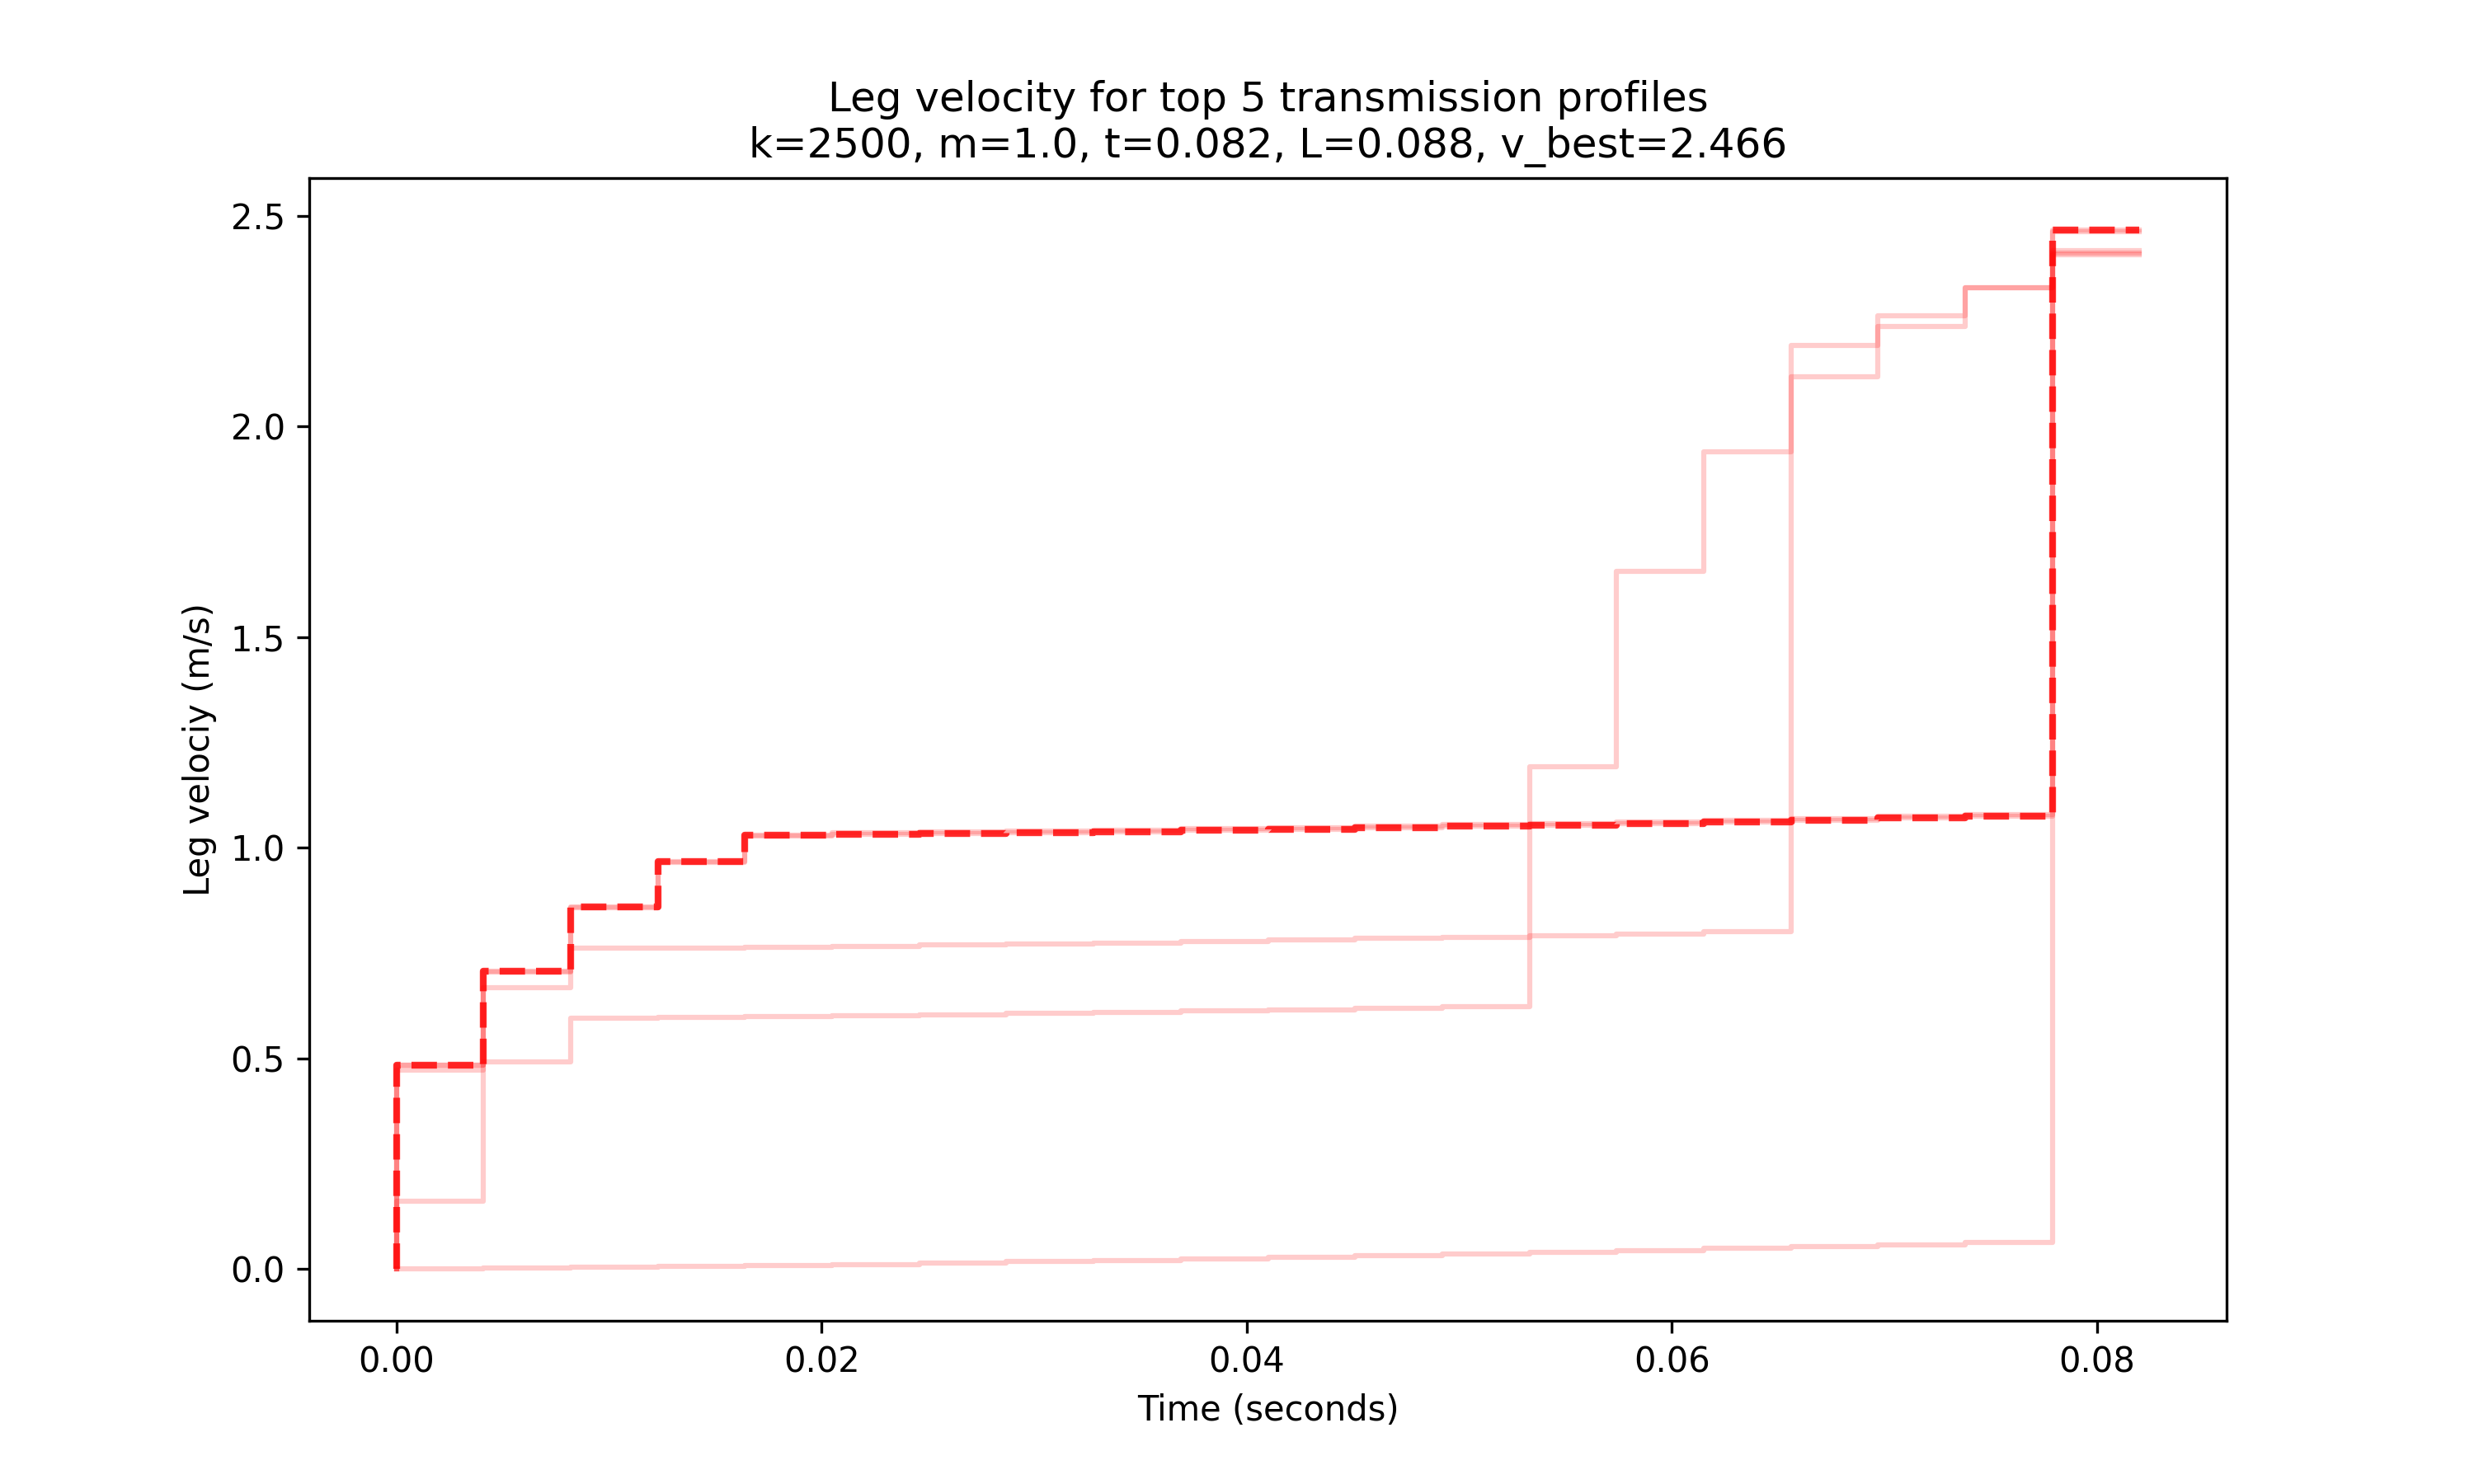 Leg velocity for top 5 transmission profiles
k=2500, m=1.0, t=0.082, L=0.088, v_best=2.466
2.5
2.0
1.5
1.0
0.5
0.0
Leg velociy (m/s)
0.00 0.02 0.04 0.06 0.08
Time (seconds)